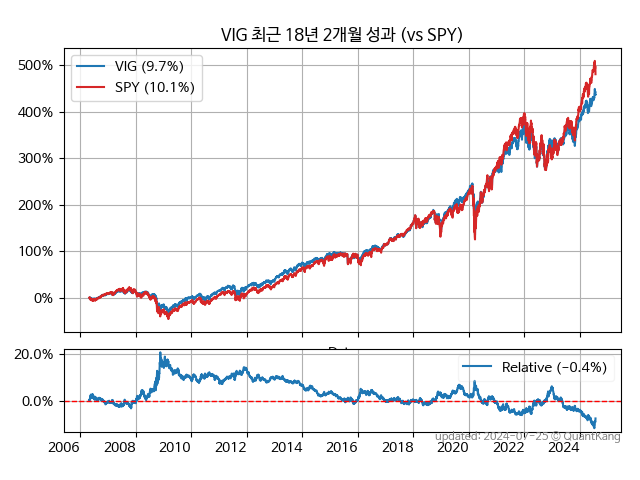 VIG 최근 18년 2개월 성과 (vs SPY)
VIG (9.7%)
SPY (10.1%)
500%
400%
300%
200%
100%
0%
20.0%
0.0%
Relative (−0.4%)
2006 2008 2010 2012 2014 2016 2018 2020 2022 2024
updated: 2024-07-25 © QuantKang